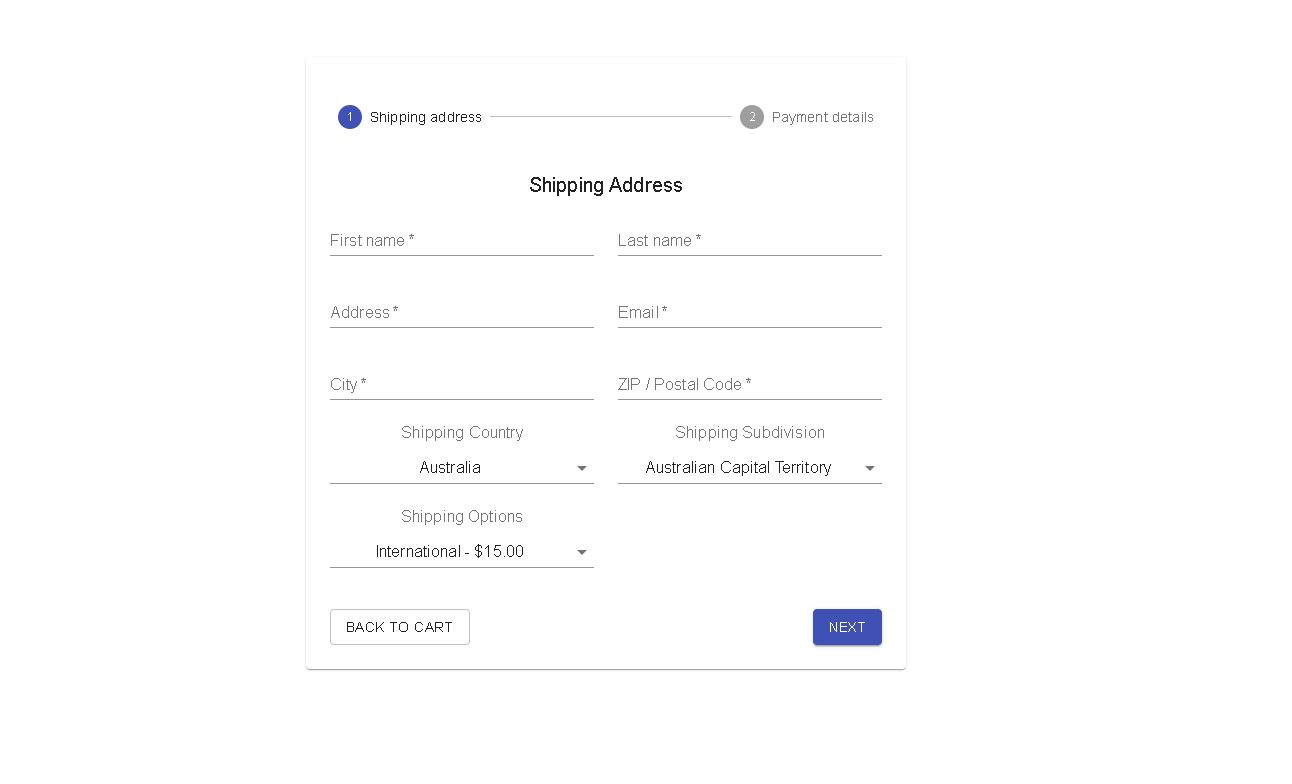 1 Shipping address 2 Payment details
Shipping Address
First name * Last name *
Address * Email *
City * ZIP / Postal Code *
Shipping Country Shipping Subdivision
Australia Australian Capital Territory
Shipping Options
International - $15.00
BACK TO CART NEXT